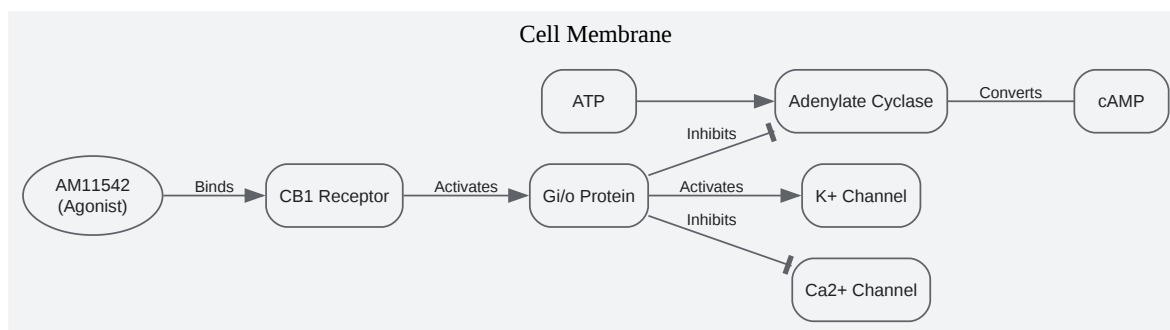 Cell Membrane
ATP
Adenylate Cyclase
Converts
cAMP
Inhibits
AM11542
(Agonist)
Binds
CB1 Receptor
Activates
Gi/o Protein
Activates
K+ Channel
Inhibits
Ca2+ Channel